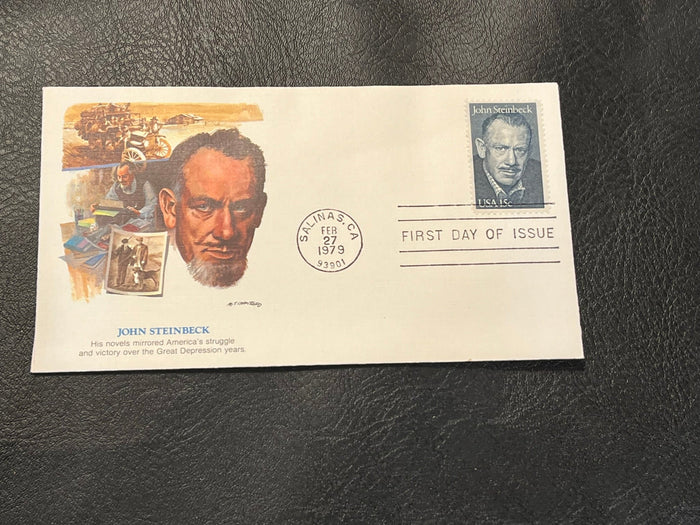 John Steinbeck
USA 15c
SALINAS, CA
FEB
27
1979
93901
FIRST DAY OF ISSUE
JOHN STEINBECK
His novels mirrored America's struggle
and victory over the Great Depression years.